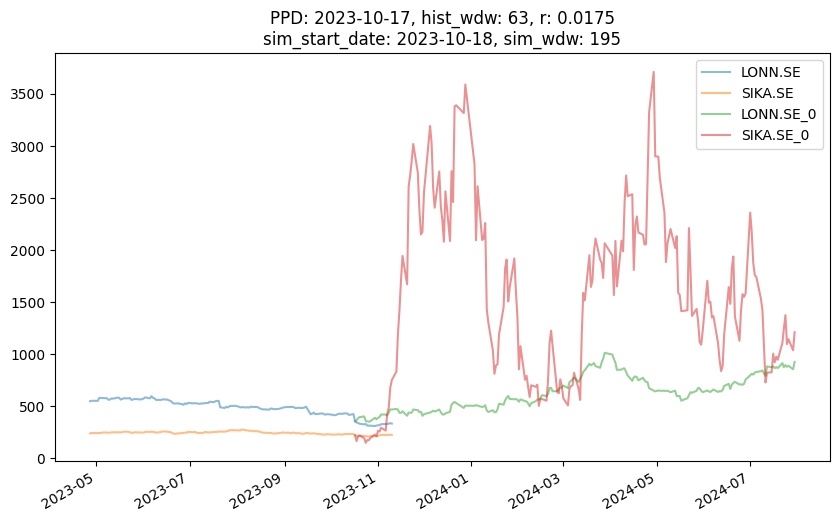 PPD: 2023-10-17, hist_wdw: 63, r: 0.0175
sim_start_date: 2023-10-18, sim_wdw: 195
LONN.SE
SIKA.SE
LONN.SE_0
SIKA.SE_0
3500
3000
2500
2000
1500
1000
500
0
2023-05
2023-07
2023-09
2023-11
2024-01
2024-03
2024-05
2024-07